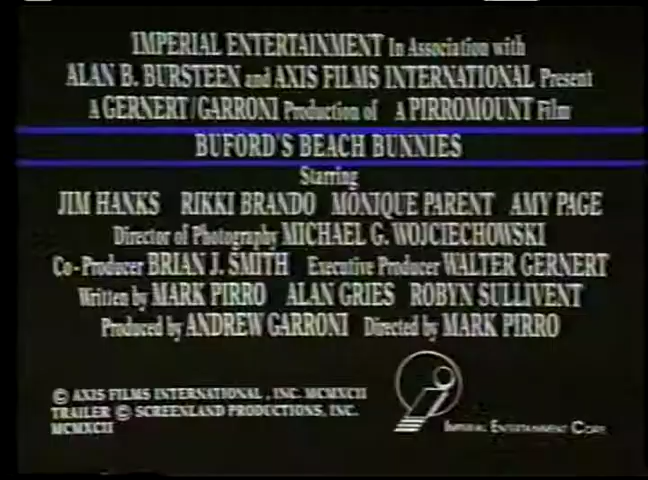 IMPERIAL ENTERTAINMENT In Association with
ALAN B. BURSTEEN and AXIS FILMS INTERNATIONAL Present
A GERNERT/GARRONI Production of A PIRROMOUNT Film
BUFORD'S BEACH BUNNIES
Starring
JIM HANKS RIKKI BRANDO MONIQUE PARENT AMY PAGE
Director of Photography MICHAEL G. WOJCIECHOWSKI
Co-Producer BRIAN J. SMITH Executive Producer WALTER GERNERT
Written by MARK PIRRO ALAN GRIES ROBYN SULLIVENT
Produced by ANDREW GARRONI Directed by MARK PIRRO
© AXIS FILMS INTERNATIONAL, INC. MCMXCII
TRAILER © SCREENLAND PRODUCTIONS, INC.
MCMXCII
IMPERIAL ENTERTAINMENT CORP.